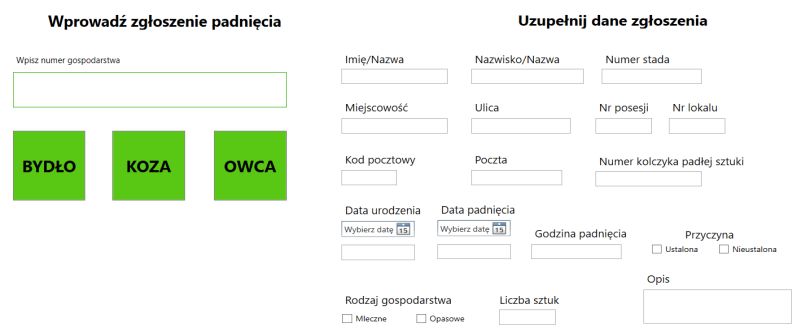 Wprowadź zgłoszenie padnięcia
Wpisz numer gospodarstwa
BYDŁO KOZA OWCA
Uzupełnij dane zgłoszenia
Imię/Nazwa Nazwisko/Nazwa Numer stada
Miejscowość Ulica Nr posesji Nr lokalu
Kod pocztowy Poczta Numer kolczyka padłej sztuki
Data urodzenia Data padnięcia
Wybierz datę 15 Wybierz datę 15 Godzina padnięcia Przyczyna
Ustalona Nieustalona
Opis
Rodzaj gospodarstwa Liczba sztuk
Mleczne Opasowe